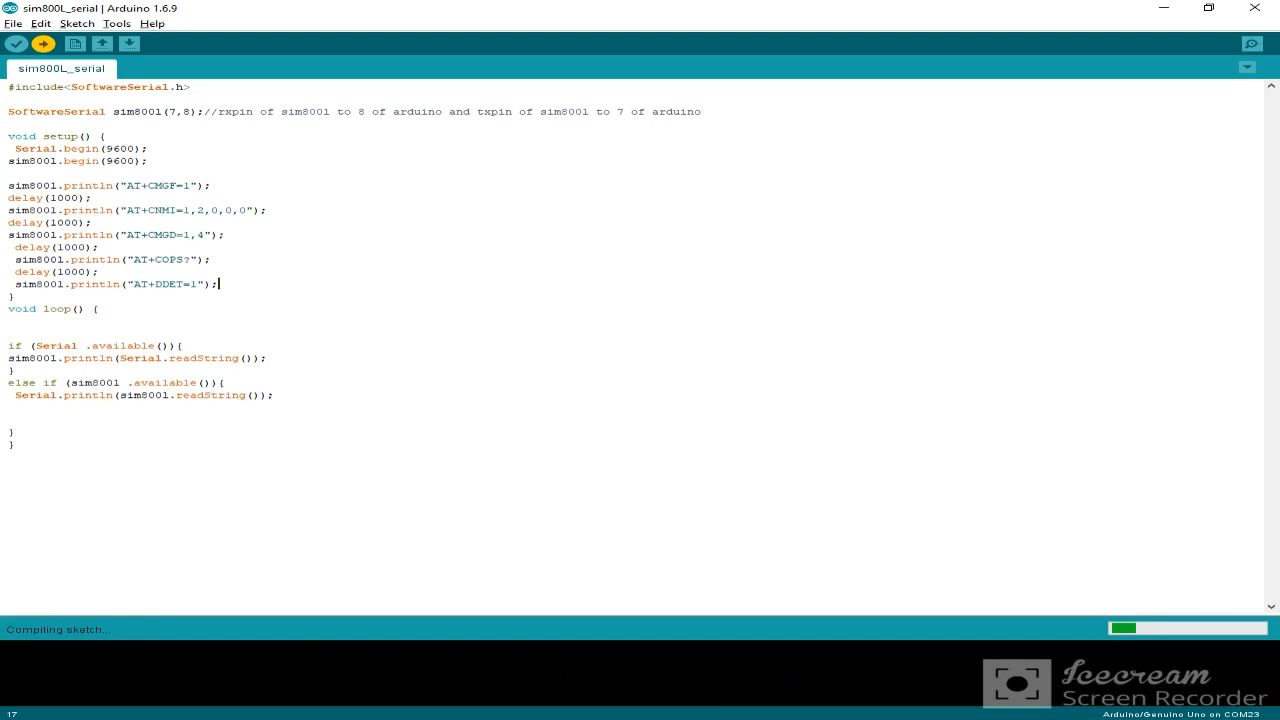 sim800L_serial | Arduino 1.6.9
File Edit Sketch Tools Help
sim800L_serial
#include<SoftwareSerial.h>
SoftwareSerial sim800l(7,8);//rxpin of sim800l to 8 of arduino and txpin of sim800l to 7 of arduino
void setup() {
Serial.begin(9600);
sim800l.begin(9600);
sim800l.println("AT+CMGF=1");
delay(1000);
sim800l.println("AT+CNMI=1,2,0,0,0");
delay(1000);
sim800l.println("AT+CMGD=1,4");
delay(1000);
sim800l.println("AT+COPS?");
delay(1000);
sim800l.println("AT+DDET=1");
}
void loop() {
if (Serial .available()){
sim800l.println(Serial.readString());
}
else if (sim800l .available()){
Serial.println(sim800l.readString());
}
}
Compiling sketch...
Icecream
Screen Recorder
17
Arduino/Genuino Uno on COM23